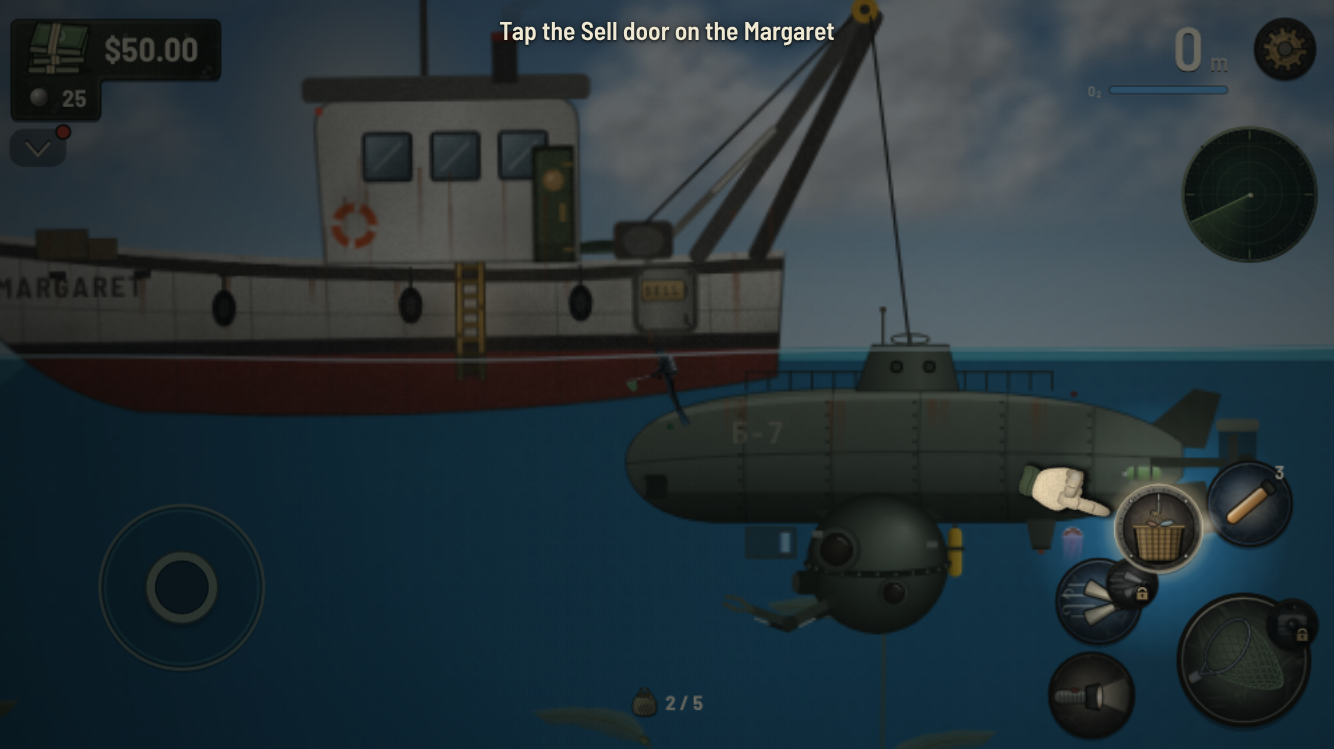 Tap the Sell door on the Margaret
$50.00
25
0 m
O₂
MARGARET
SELL
Б-7
3
2 / 5